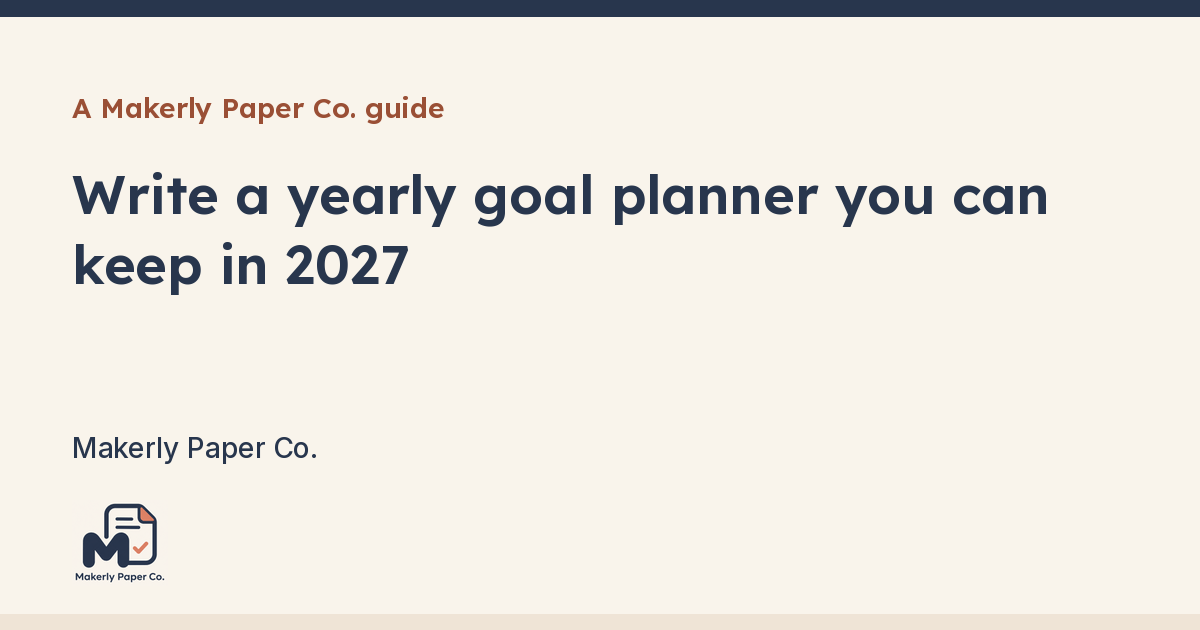 A Makerly Paper Co. guide
Write a yearly goal planner you can
keep in 2027
Makerly Paper Co.
M
Makerly Paper Co.